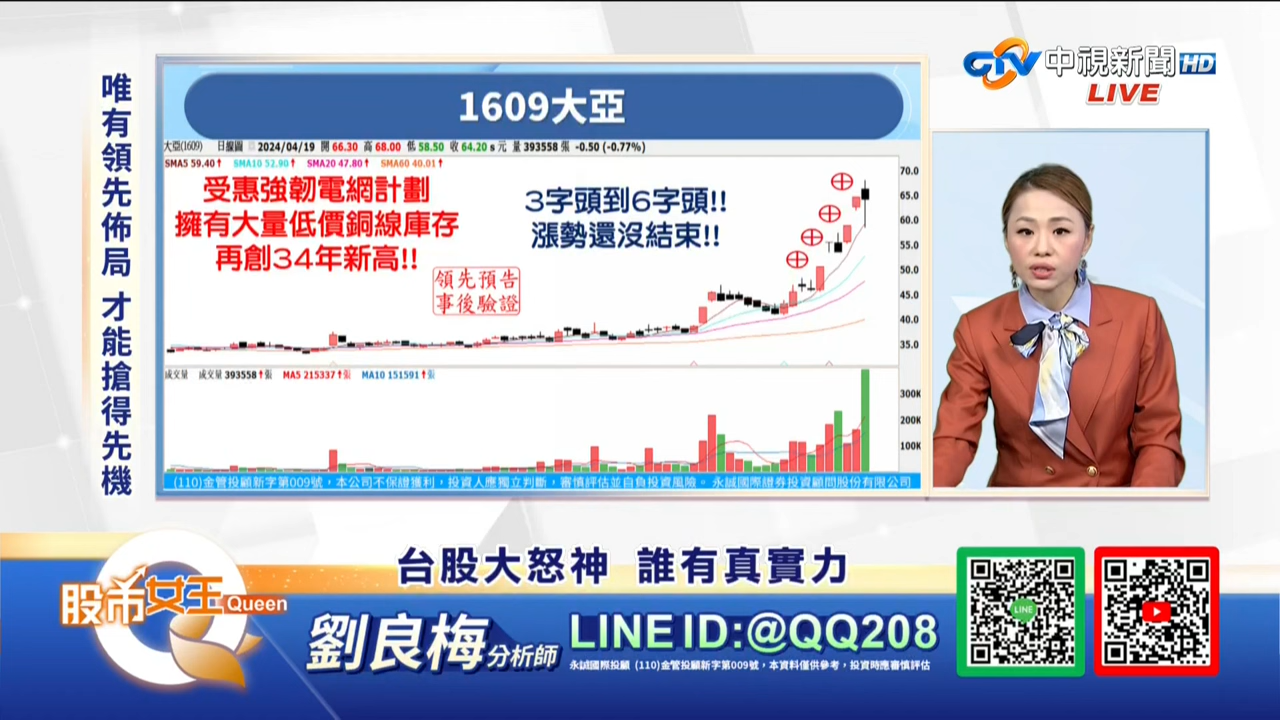 唯有領先佈局 才能搶得先機
CTV 中視新聞 HD
LIVE
1609大亞
大亞(1609) 日線圖 2024/04/19 開 66.30 高 68.00 低 58.50 收 64.20 s 元 量 393558 張 -0.50 (-0.77%)
SMA5 59.40↑ SMA10 52.90↑ SMA20 47.80↑ SMA60 40.01↑
受惠強韌電網計劃
擁有大量低價銅線庫存
再創34年新高!!
3字頭到6字頭!!
漲勢還沒結束!!
領先預告
事後驗證
70.0
65.0
60.0
55.0
50.0
45.0
40.0
35.0
成交量 成交量 393558↑張 MA5 215337↑張 MA10 151591↑張
300K
200K
100K
(110)金管投顧新字第009號，本公司不保證獲利，投資人應獨立判斷，審慎評估並自負投資風險。 永誠國際證券投資顧問股份有限公司
台股大怒神 誰有真實力
股市女王Queen
劉良梅分析師
LINE ID:@QQ208
永誠國際投顧 (110)金管投顧新字第009號，本資料僅供參考，投資時應審慎評估
LINE